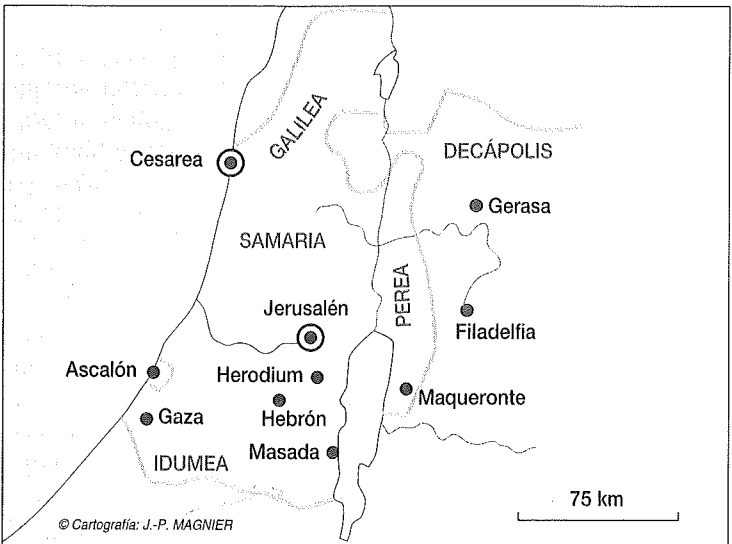 GALILEA
Cesarea
DECÁPOLIS
Gerasa
SAMARIA
PEREA
Jerusalén
Filadelfia
Ascalón
Herodium
Maqueronte
Gaza
Hebrón
Masada
IDUMEA
75 km
© Cartografía: J.-P. MAGNIER